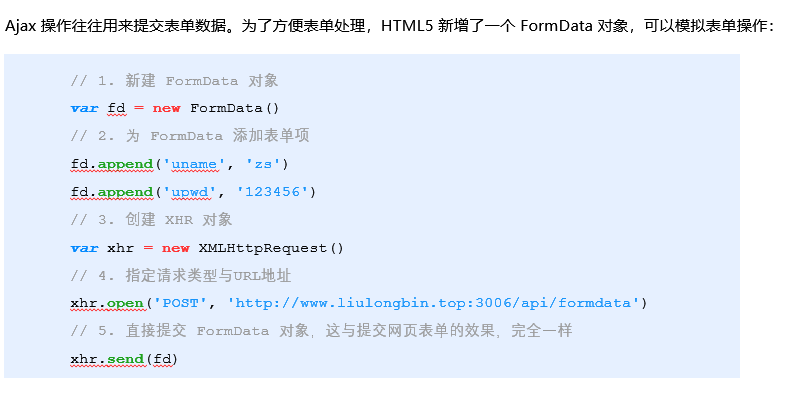 Ajax 操作往往用来提交表单数据。为了方便表单处理，HTML5 新增了一个 FormData 对象，可以模拟表单操作：
// 1. 新建 FormData 对象
var fd = new FormData()
// 2. 为 FormData 添加表单项
fd.append('uname', 'zs')
fd.append('upwd', '123456')
// 3. 创建 XHR 对象
var xhr = new XMLHttpRequest()
// 4. 指定请求类型与URL地址
xhr.open('POST', 'http://www.liulongbin.top:3006/api/formdata')
// 5. 直接提交 FormData 对象，这与提交网页表单的效果，完全一样
xhr.send(fd)